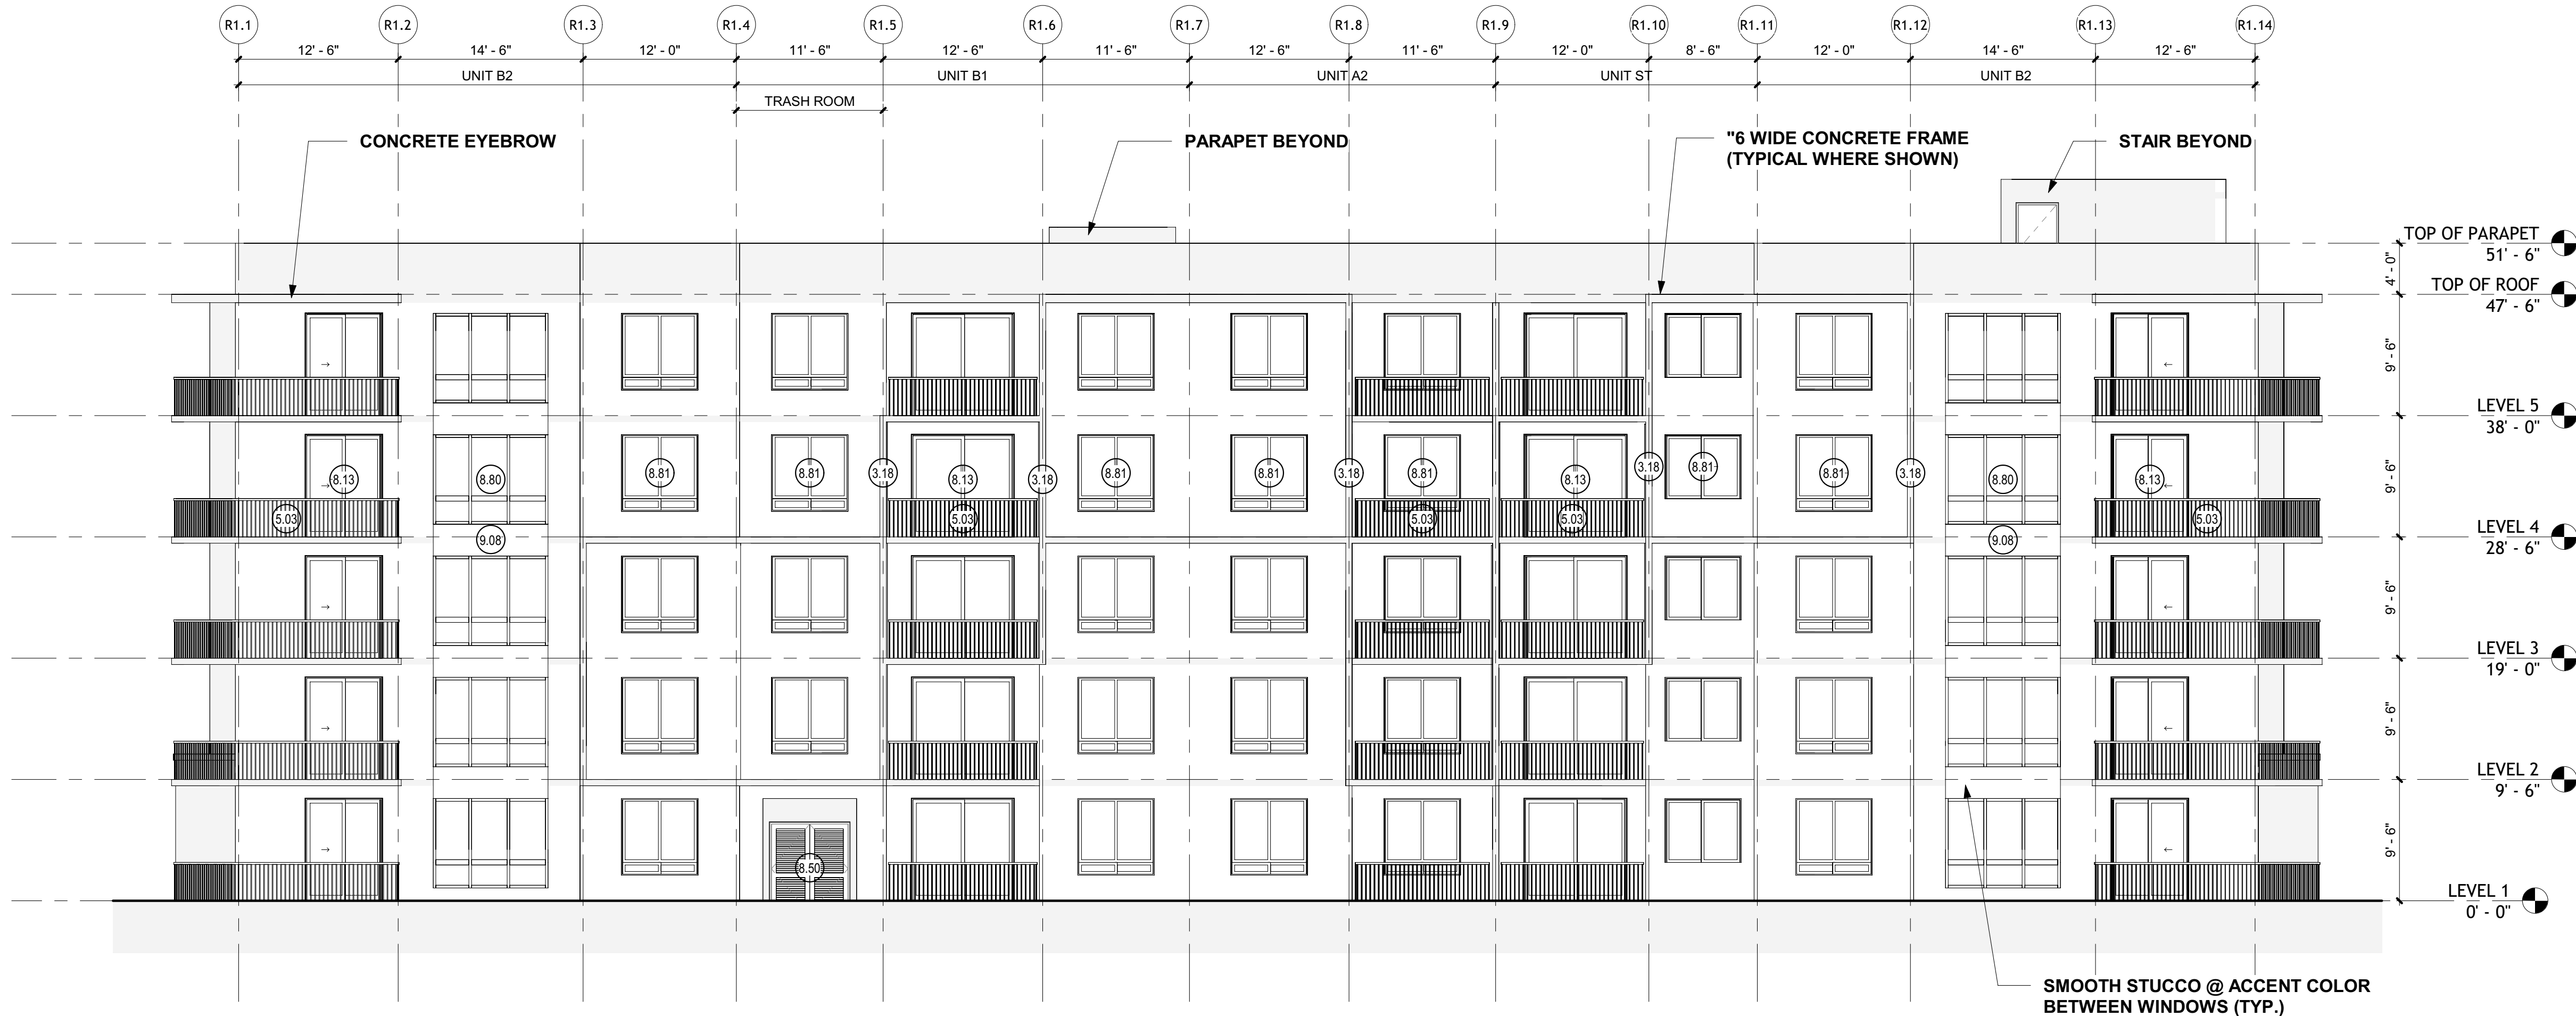 R1.1 R1.2 R1.3 R1.4 R1.5 R1.6 R1.7 R1.8 R1.9 R1.10 R1.11 R1.12 R1.13 R1.14
12' - 6" 14' - 6" 12' - 0" 11' - 6" 12' - 6" 11' - 6" 12' - 6" 11' - 6" 12' - 0" 8' - 6" 12' - 0" 14' - 6" 12' - 6"
UNIT B2 UNIT B1 UNIT A2 UNIT ST UNIT B2
TRASH ROOM
CONCRETE EYEBROW
PARAPET BEYOND
"6 WIDE CONCRETE FRAME
(TYPICAL WHERE SHOWN)
STAIR BEYOND
TOP OF PARAPET
51' - 6"
4' - 0"
TOP OF ROOF
47' - 6"
9' - 6"
LEVEL 5
38' - 0"
8.13 8.80 8.81 8.81 3.18 8.13 3.18 8.81 8.81 3.18 8.81 8.13 3.18 8.81 8.81 3.18 8.80 8.13
9' - 6"
5.03 5.03 5.03 5.03 5.03
LEVEL 4
28' - 6"
9.08 9.08
9' - 6"
LEVEL 3
19' - 0"
9' - 6"
LEVEL 2
9' - 6"
9' - 6"
8.50
LEVEL 1
0' - 0"
SMOOTH STUCCO @ ACCENT COLOR
BETWEEN WINDOWS (TYP.)